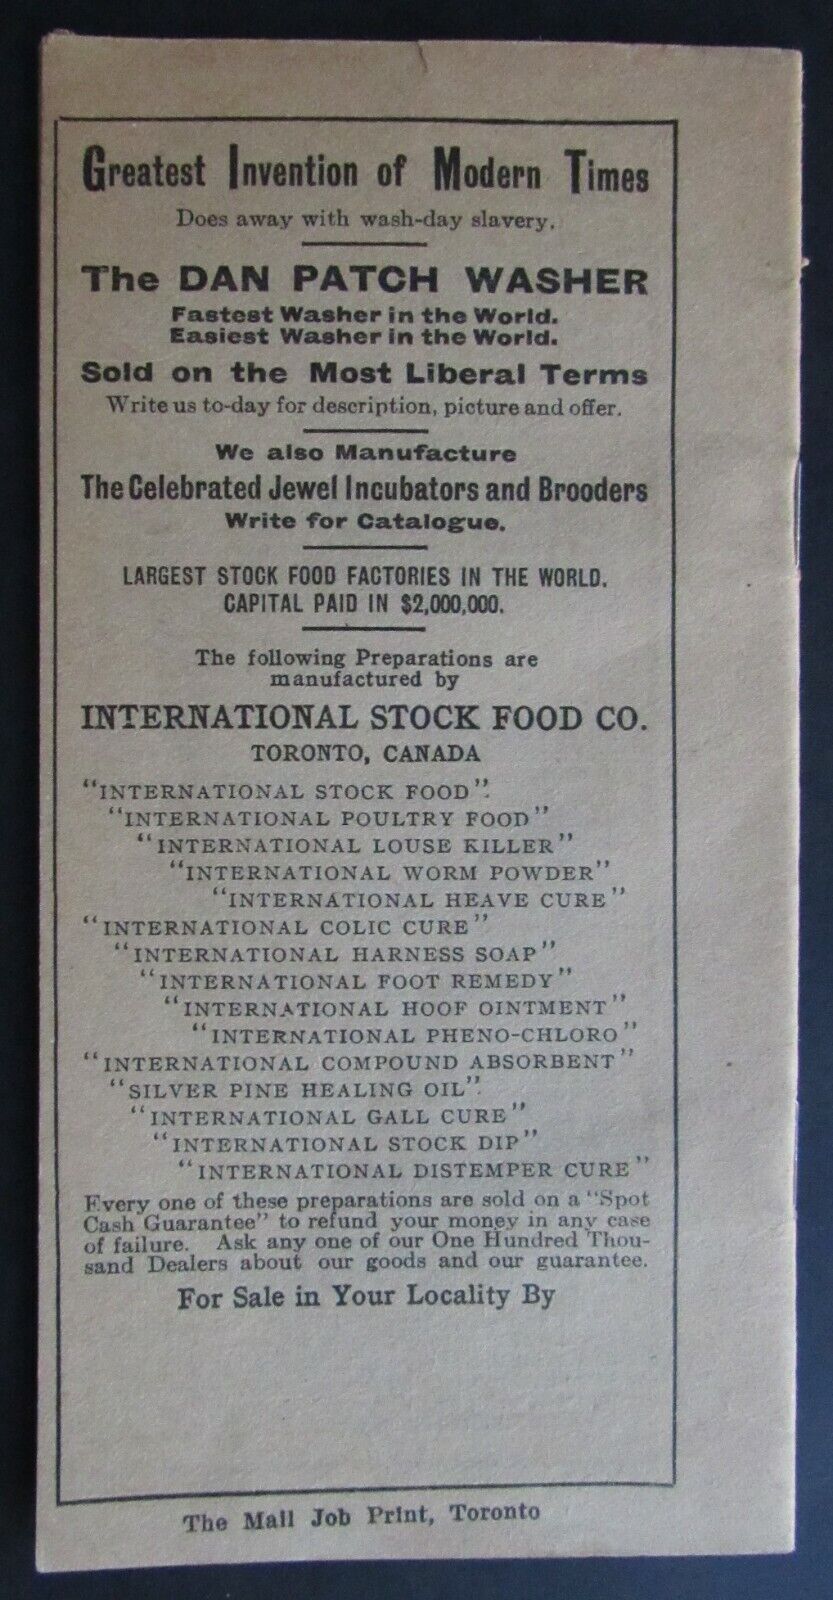 Greatest Invention of Modern Times
Does away with wash-day slavery.
The DAN PATCH WASHER
Fastest Washer in the World.
Easiest Washer in the World.
Sold on the Most Liberal Terms
Write us to-day for description, picture and offer.
We also Manufacture
The Celebrated Jewel Incubators and Brooders
Write for Catalogue.
LARGEST STOCK FOOD FACTORIES IN THE WORLD.
CAPITAL PAID IN $2,000,000.
The following Preparations are
manufactured by
INTERNATIONAL STOCK FOOD CO.
TORONTO, CANADA
"INTERNATIONAL STOCK FOOD".
"INTERNATIONAL POULTRY FOOD"
"INTERNATIONAL LOUSE KILLER"
"INTERNATIONAL WORM POWDER"
"INTERNATIONAL HEAVE CURE"
"INTERNATIONAL COLIC CURE"
"INTERNATIONAL HARNESS SOAP"
"INTERNATIONAL FOOT REMEDY"
"INTERNATIONAL HOOF OINTMENT"
"INTERNATIONAL PHENO-CHLORO"
"INTERNATIONAL COMPOUND ABSORBENT"
"SILVER PINE HEALING OIL".
"INTERNATIONAL GALL CURE"
"INTERNATIONAL STOCK DIP"
"INTERNATIONAL DISTEMPER CURE"
Every one of these preparations are sold on a "Spot
Cash Guarantee" to refund your money in any case
of failure. Ask any one of our One Hundred Thou-
sand Dealers about our goods and our guarantee.
For Sale in Your Locality By
The Mail Job Print, Toronto